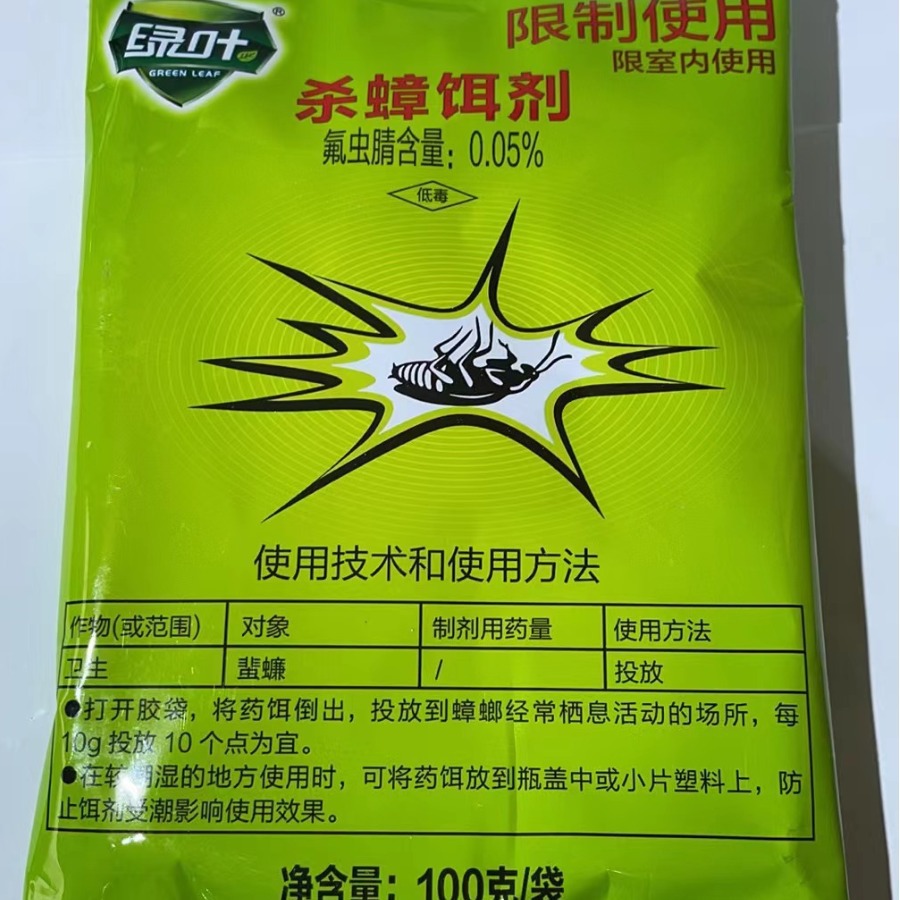 绿叶
LYC
GREEN LEAF
®
限制使用
限室内使用
杀蟑饵剂
氟虫腈含量：0.05%
低毒
使用技术和使用方法
作物(或范围) 对象 制剂用药量 使用方法
卫生 蜚蠊 / 投放
●打开胶袋，将药饵倒出，投放到蟑螂经常栖息活动的场所，每
10g 投放 10 个点为宜。
●在较潮湿的地方使用时，可将药饵放到瓶盖中或小片塑料上，防
止饵剂受潮影响使用效果。
净含量：100克/袋